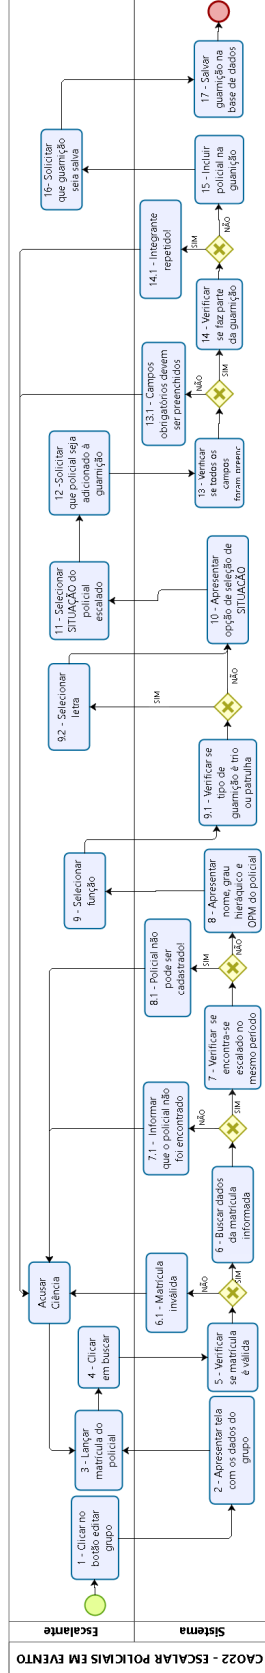 CAO22 - ESCALAR POLICIAIS EM EVENTO
Escalante
Sistema
1 - Clicar no
botão editar
grupo
2 - Apresentar tela
com os dados do
grupo
3 - Lançar
matrícula do
policial
4 - Clicar
em buscar
5 - Verificar
se matrícula
é válida
NÃO
SIM
6.1 - Matrícula
inválida
Acusar
Ciência
6 - Buscar dados
da matrícula
informada
NÃO
SIM
7.1 - Informar
que o policial não
foi encontrado
7 - Verificar se
encontra-se
escalado no
mesmo período
SIM
NÃO
8.1 - Policial não
pode ser
cadastrado!
8 - Apresentar
nome, grau
hieráquico e
OPM do policial
9 - Selecionar
função
9.1 - Verificar se
tipo de
guarnição é trio
ou patrulha
SIM
NÃO
9.2 - Selecionar
letra
10 - Apresentar
opção de seleção de
SITUAÇÃO
11 - Selecionar
SITUAÇÃO do
policial
escalado
12 -Solicitar
que policial seja
adicionado à
guarnição
13 - Verificar
se todos os
campos
foram preenc
NÃO
SIM
13.1 - Campos
obrigatórios devem
ser preenchidos
14 - Verificar
se faz parte
da guarnição
SIM
NÃO
14.1 - Integrante
repetido!
15 - Incluir
policial na
guanição
16- Solicitar
que guarnição
seja salva
17 - Salvar
guarnição na
base de dados